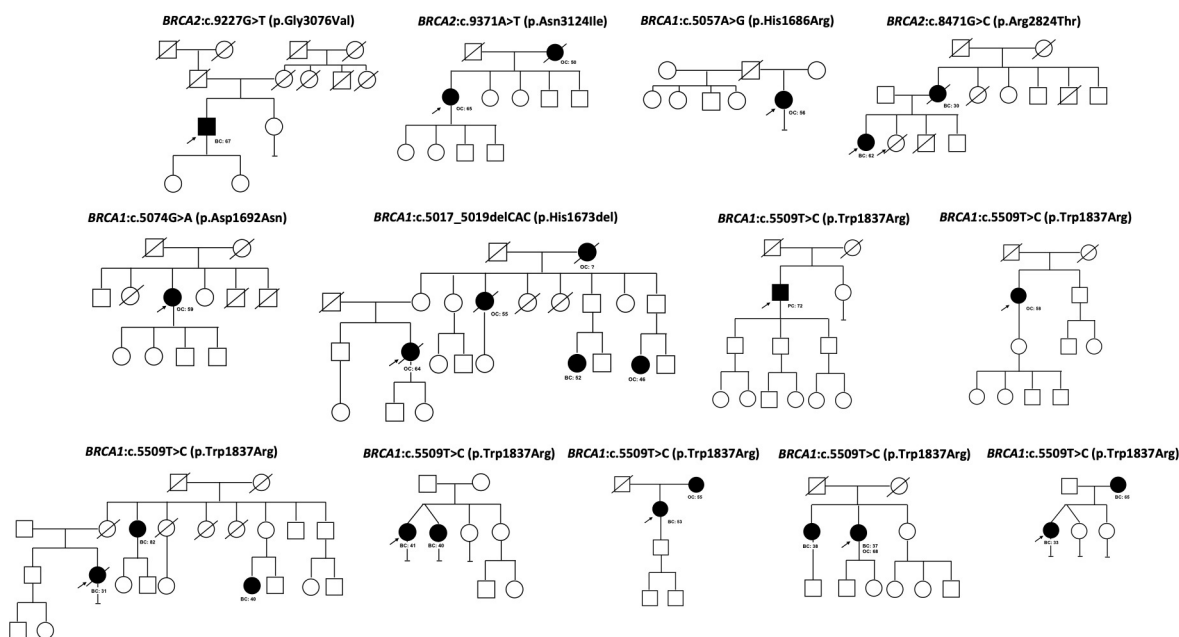 BRCA2:c.9227G>T (p.Gly3076Val)
BC: 67
BRCA2:c.9371A>T (p.Asn3124Ile)
OC: 50
OC: 65
BRCA1:c.5057A>G (p.His1686Arg)
OC: 56
BRCA2:c.8471G>C (p.Arg2824Thr)
BC: 30
BC: 52
BRCA1:c.5074G>A (p.Asp1692Asn)
OC: 59
BRCA1:c.5017_5019delCAC (p.His1673del)
OC: ?
OC: 55
OC: 64
BC: 52
OC: 46
BRCA1:c.5509T>C (p.Trp1837Arg)
PC: 72
BRCA1:c.5509T>C (p.Trp1837Arg)
OC: 58
BRCA1:c.5509T>C (p.Trp1837Arg)
BC: 62
BC: 31
BC: 40
BRCA1:c.5509T>C (p.Trp1837Arg)
BC: 41
BC: 40
BRCA1:c.5509T>C (p.Trp1837Arg)
OC: 55
BC: 53
BRCA1:c.5509T>C (p.Trp1837Arg)
BC: 38
BC: 37
OC: 68
BRCA1:c.5509T>C (p.Trp1837Arg)
BC: 65
BC: 33